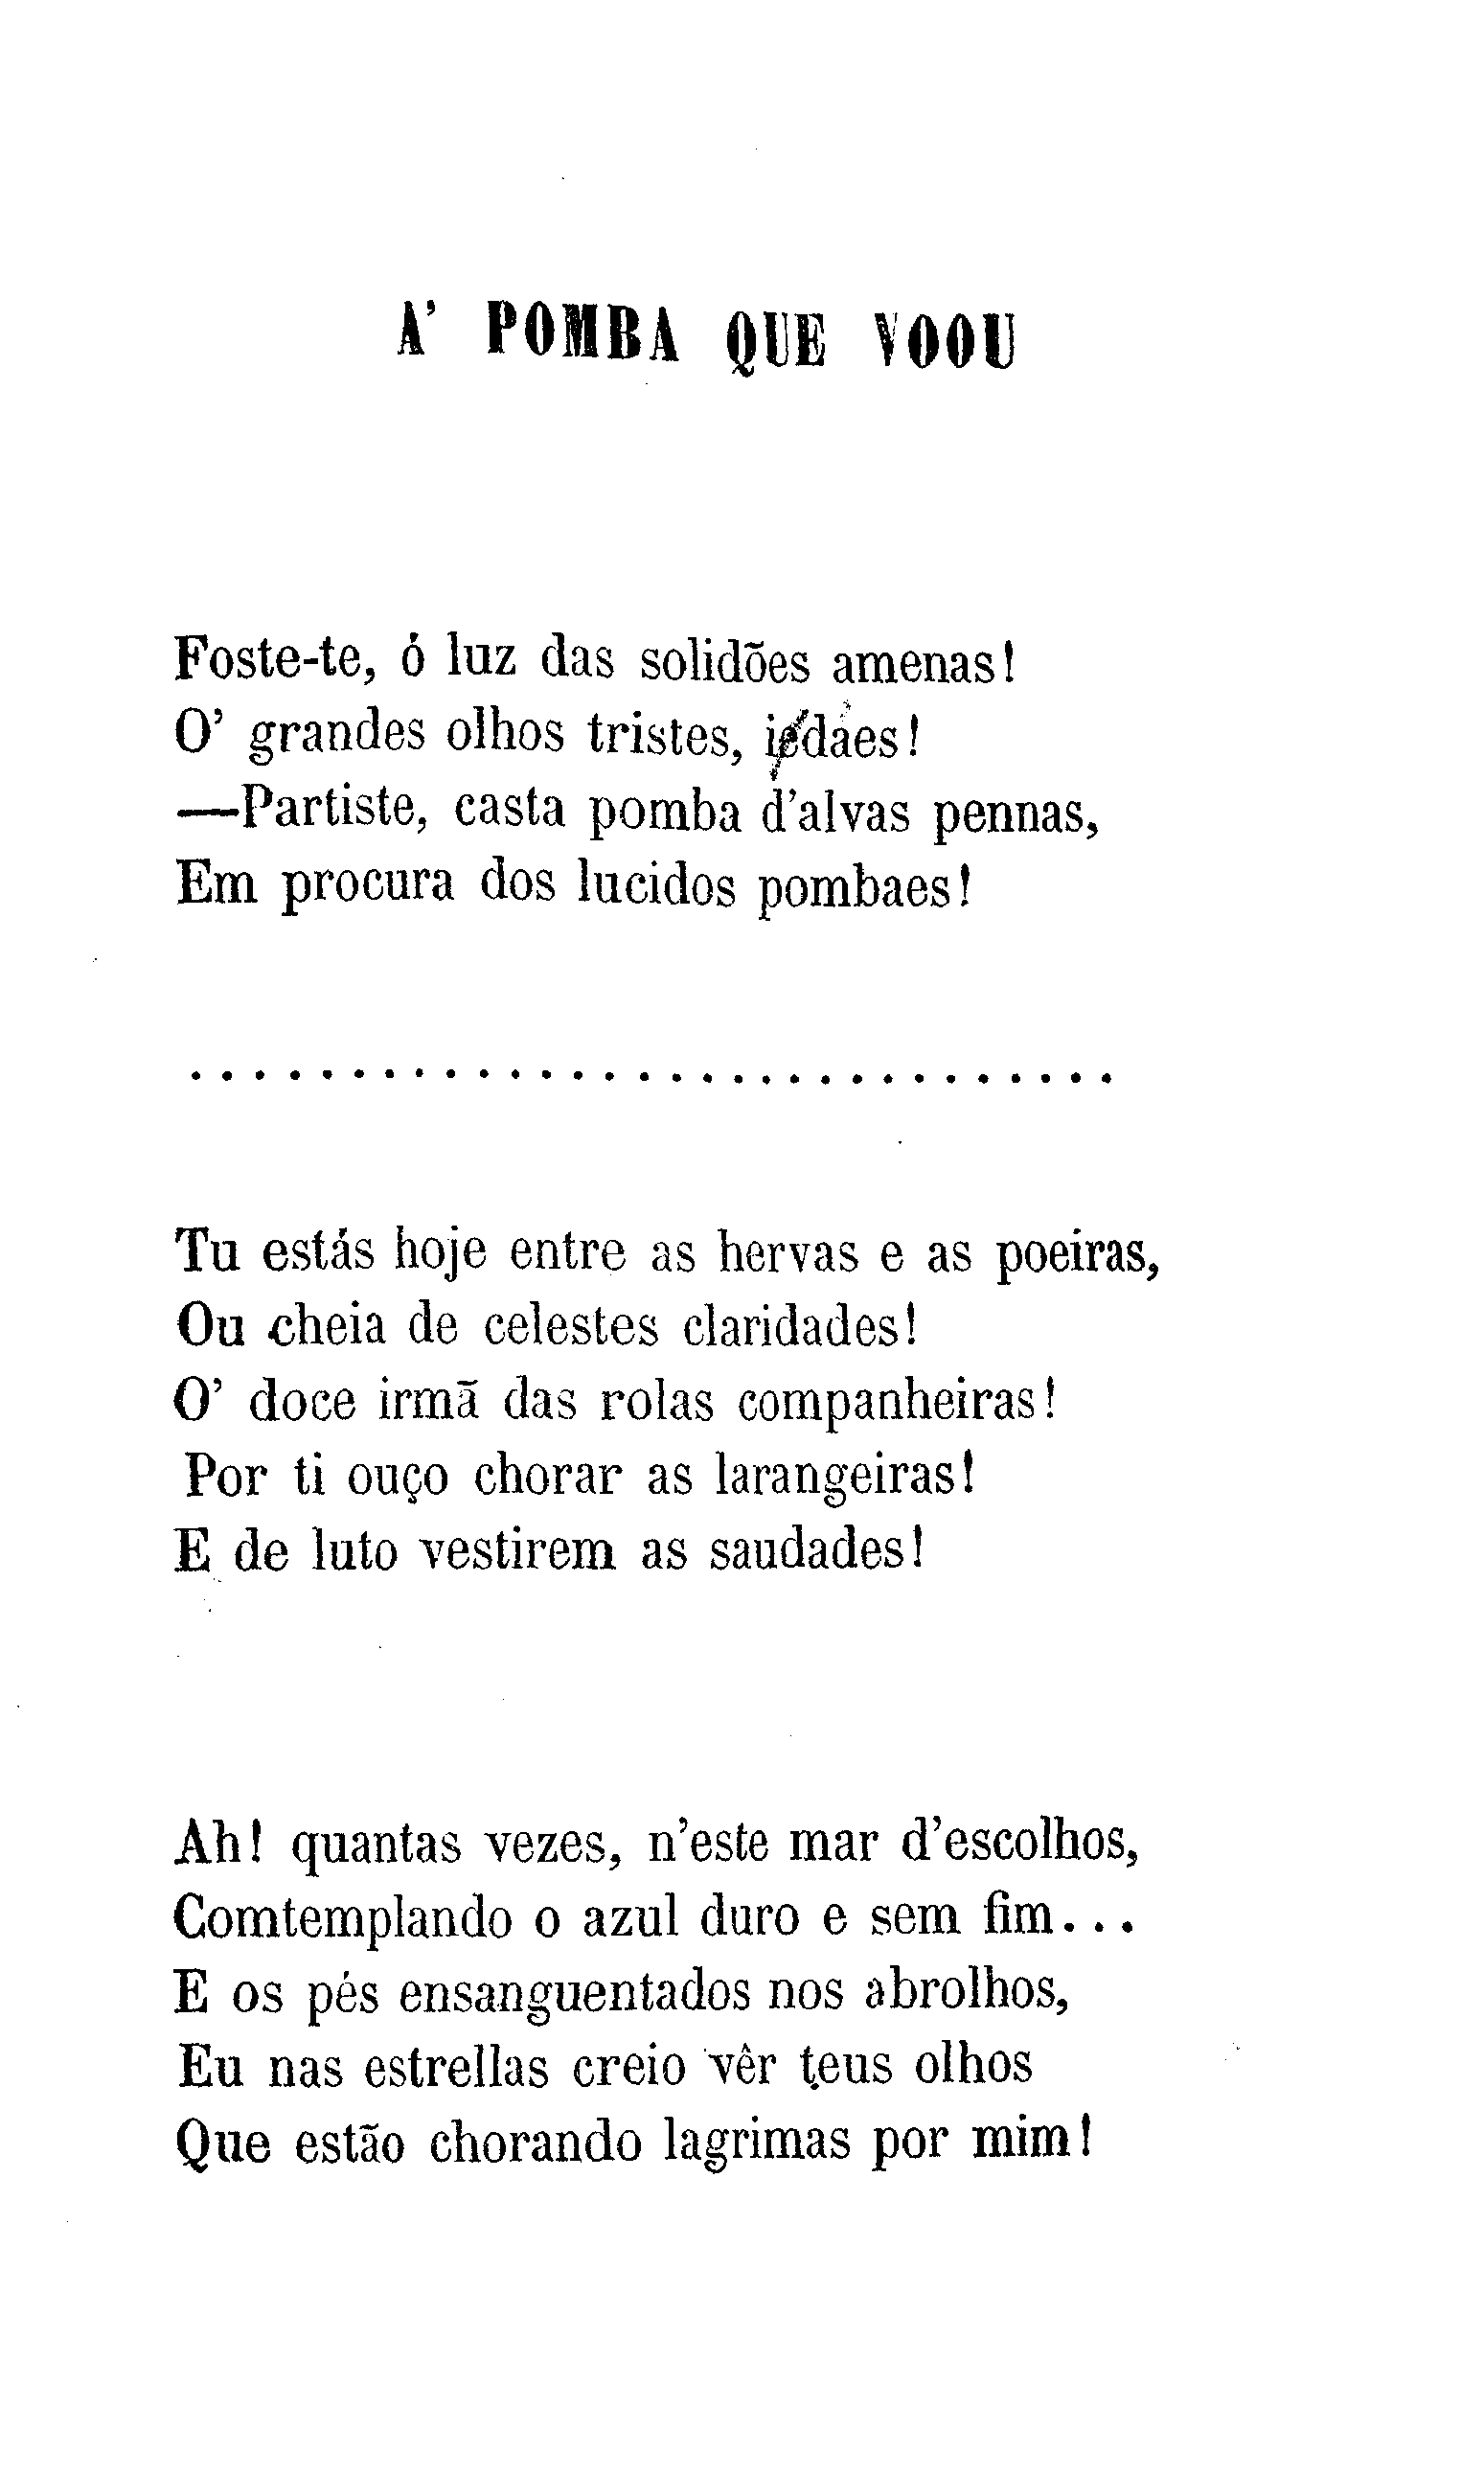 A' POMBA QUE VOOU
Foste-te, ó luz das solidões amenas!
O' grandes olhos tristes,
—Partiste, casta pomba d'alvas pennas,
Em procura dos lucidos pombaes!
. . . . . . . . . . . . . . . . . . . . . . . . . . . . . .
Tu estás hoje entre as hervas e as poeiras,
Ou cheia de celestes claridades!
O' doce irmã das rolas companheiras!
Por ti ouço chorar as larangeiras!
E de luto vestirem as saudades!
Ah! quantas vezes, n'este mar d'escolhos,
Comtemplando o azul duro e sem fim...
E os pés ensanguentados nos abrolhos,
Eu nas estrellas creio vêr teus olhos
Que estão chorando lagrimas por mim!